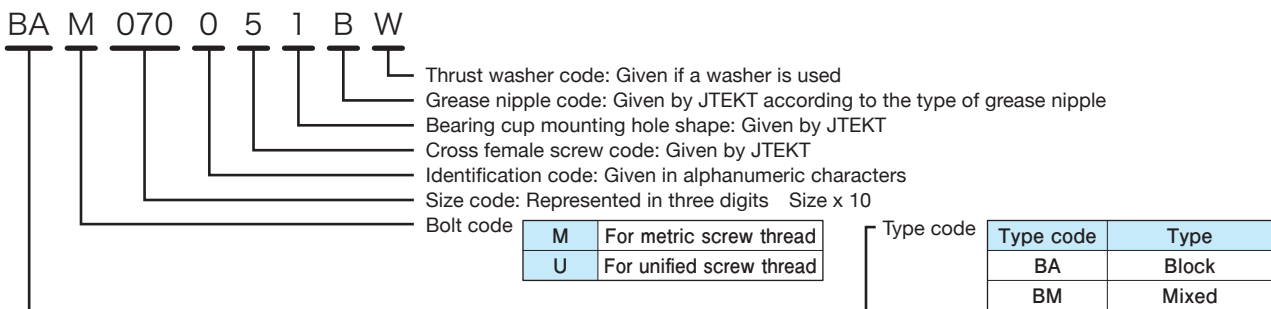 BA M 070 0 5 1 B W
Thrust washer code: Given if a washer is used
Grease nipple code: Given by JTEKT according to the type of grease nipple
Bearing cup mounting hole shape: Given by JTEKT
Cross female screw code: Given by JTEKT
Identification code: Given in alphanumeric characters
Size code: Represented in three digits Size x 10
Bolt code
M For metric screw thread
U For unified screw thread
Type code
Type code Type
BA Block
BM Mixed